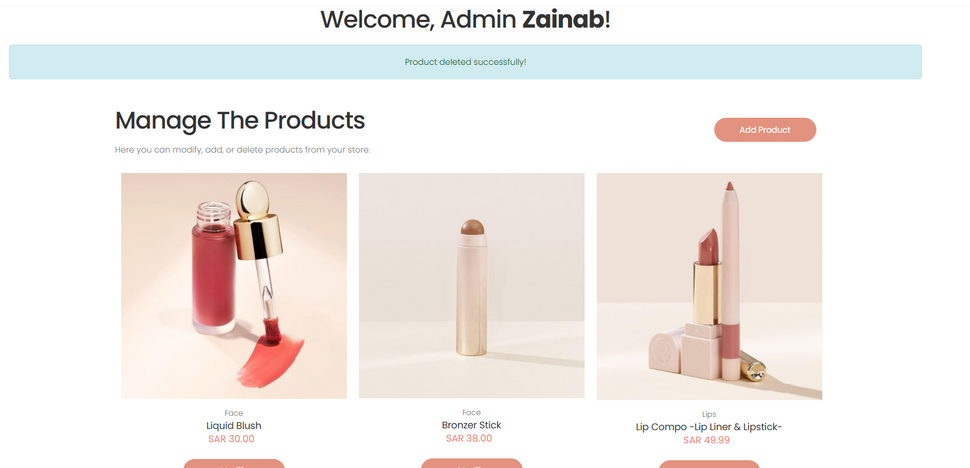 Welcome, Admin Zainab!
Product deleted successfully!
Manage The Products
Add Product
Here you can modify, add, or delete products from your store.
Face
Liquid Blush
SAR 30.00
Face
Bronzer Stick
SAR 38.00
Lips
Lip Compo -Lip Liner & Lipstick-
SAR 49.99